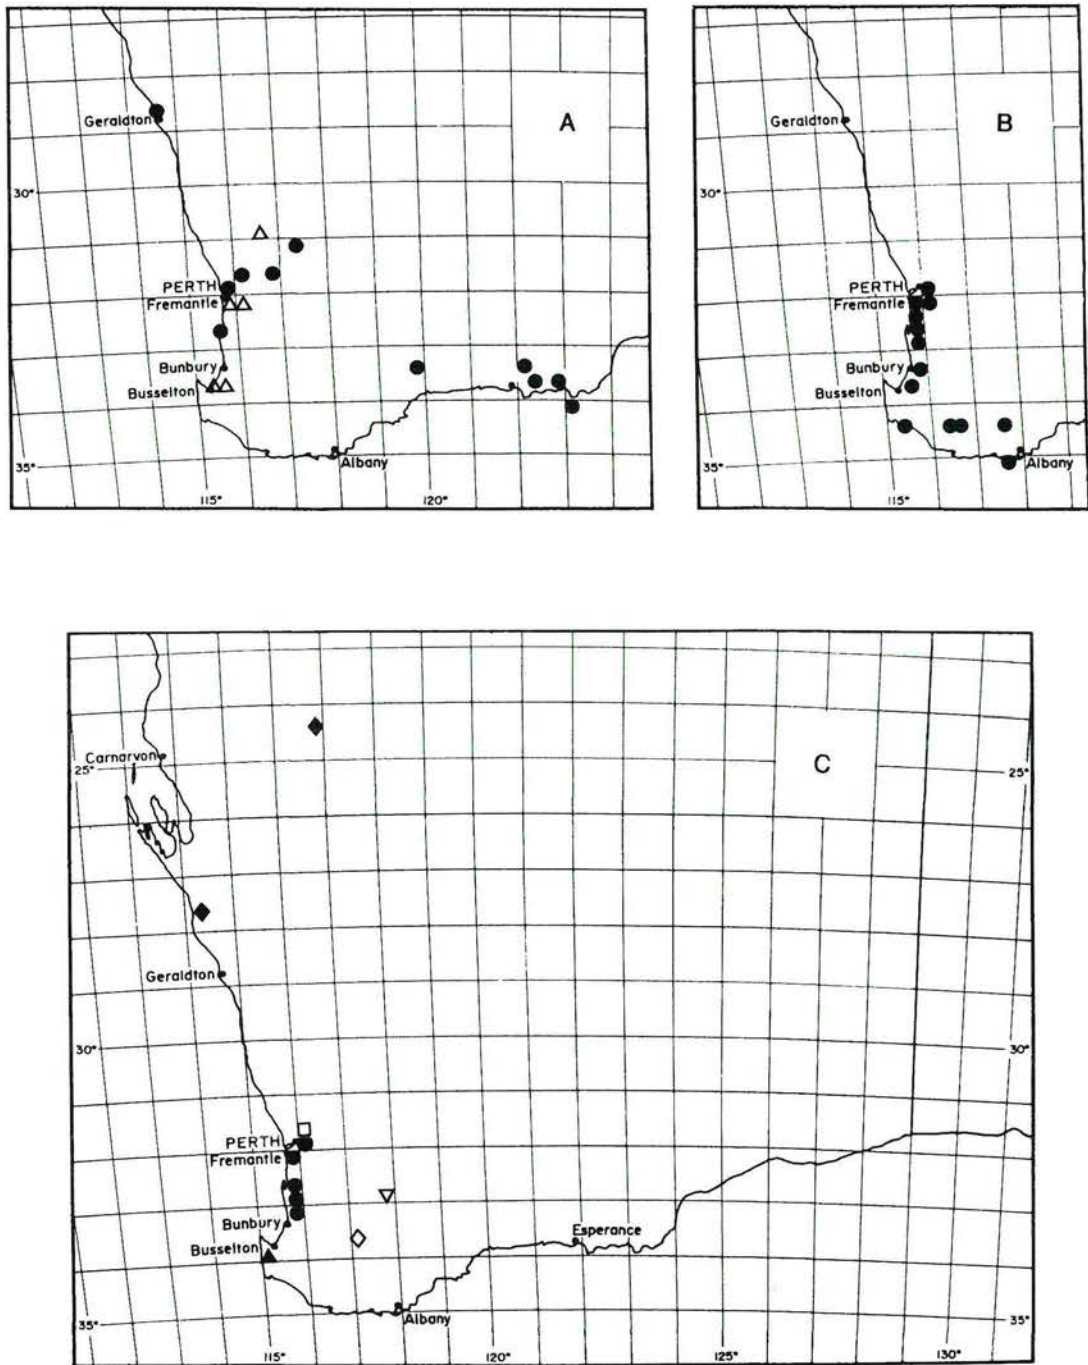 A
Geraldton
30°
PERTH
Fremantle
Bunbury
Busselton
35°
Albany
115°
120°
B
Geraldton
30°
PERTH
Fremantle
Bunbury
Busselton
35°
Albany
115°
C
Carnarvon
25°
25°
Geraldton
30°
30°
PERTH
Fremantle
Bunbury
Esperance
Busselton
Albany
35°
35°
115°
120°
125°
130°